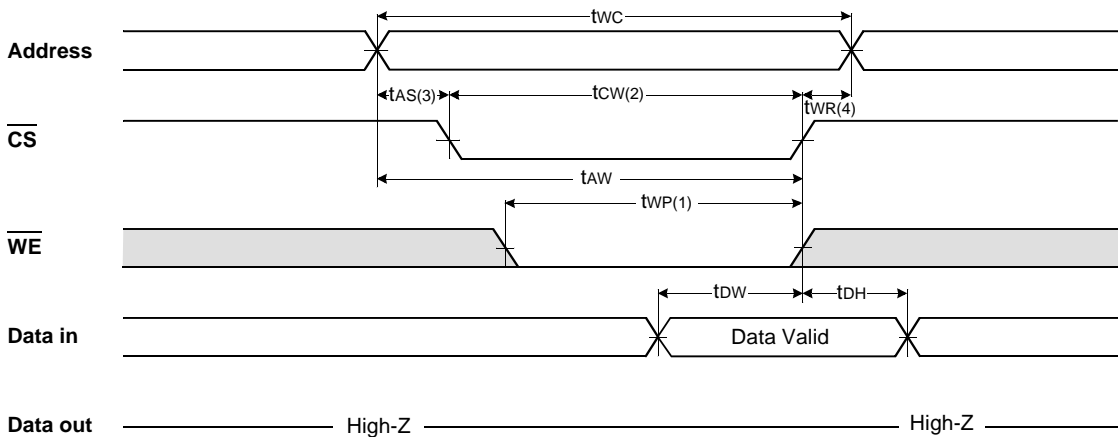 tWC
Address
tAS(3) tCW(2) tWR(4)
CS
tAW
tWP(1)
WE
tDW tDH
Data in Data Valid
Data out High-Z High-Z